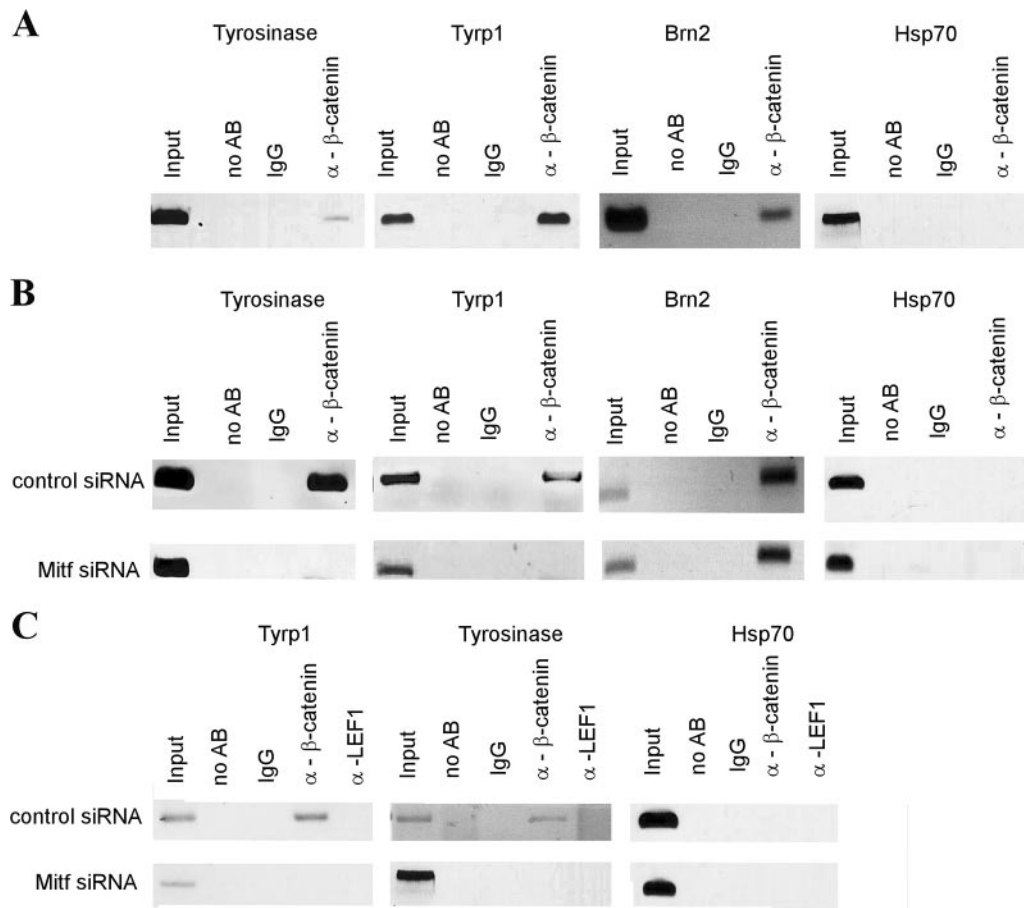 A
Tyrosinase Tyrp1 Brn2 Hsp70
Input no AB IgG α - β-catenin Input no AB IgG α - β-catenin Input no AB IgG α - β-catenin Input no AB IgG α - β-catenin
B
Tyrosinase Tyrp1 Brn2 Hsp70
Input no AB IgG α - β-catenin Input no AB IgG α - β-catenin Input no AB IgG α - β-catenin Input no AB IgG α - β-catenin
control siRNA
Mitf siRNA
C
Tyrp1 Tyrosinase Hsp70
Input no AB IgG α - β-catenin α -LEF1 Input no AB IgG α - β-catenin α -LEF1 Input no AB IgG α - β-catenin α -LEF1
control siRNA
Mitf siRNA